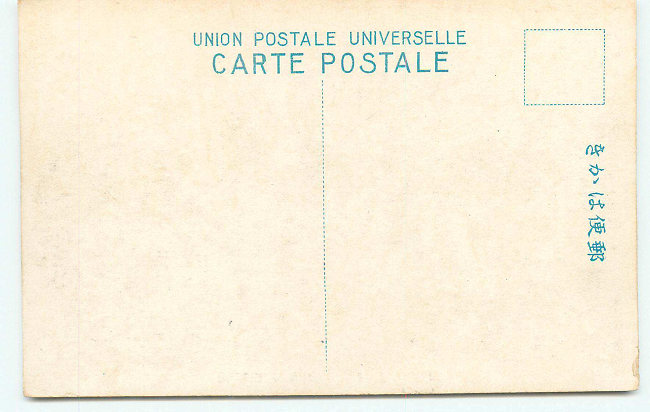 UNION POSTALE UNIVERSELLE
CARTE POSTALE
郵便はかき